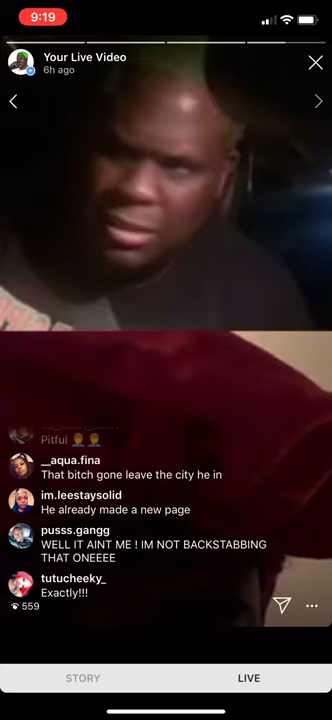 9:19
Your Live Video
6h ago
Pitful 🤦‍♂️🤦‍♂️
__aqua.fina
That bitch gone leave the city he in
im.leestaysolid
He already made a new page
pusss.gangg
WELL IT AINT ME ! IM NOT BACKSTABBING
THAT ONEEEE
tutucheeky_
Exactly!!!
559
STORY
LIVE